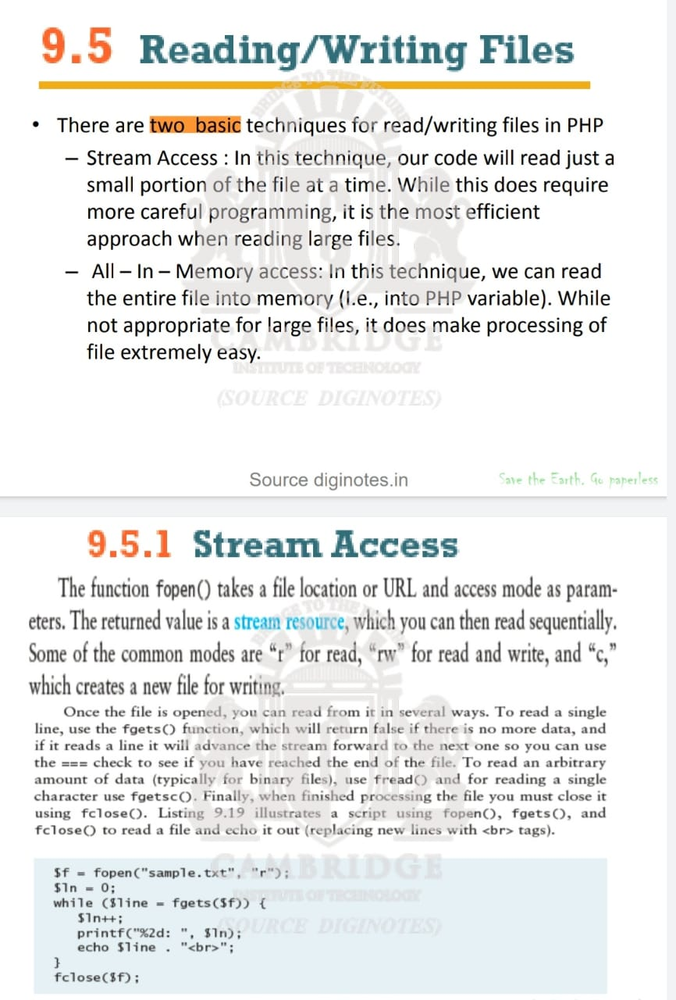 9.5 Reading/Writing Files
• There are two basic techniques for read/writing files in PHP
– Stream Access : In this technique, our code will read just a
small portion of the file at a time. While this does require
more careful programming, it is the most efficient
approach when reading large files.
– All – In – Memory access: In this technique, we can read
the entire file into memory (i.e., into PHP variable). While
not appropriate for large files, it does make processing of
file extremely easy.
BRIDGE TO THE FUTURE
CAMBRIDGE
INSTITUTE OF TECHNOLOGY
(SOURCE DIGINOTES)
Source diginotes.in
Save the Earth. Go paperless
9.5.1 Stream Access
The function fopen() takes a file location or URL and access mode as param-
eters. The returned value is a stream resource, which you can then read sequentially.
Some of the common modes are “r” for read, “rw” for read and write, and “c,”
which creates a new file for writing.
Once the file is opened, you can read from it in several ways. To read a single
line, use the fgets() function, which will return false if there is no more data, and
if it reads a line it will advance the stream forward to the next one so you can use
the === check to see if you have reached the end of the file. To read an arbitrary
amount of data (typically for binary files), use fread() and for reading a single
character use fgetsc(). Finally, when finished processing the file you must close it
using fclose(). Listing 9.19 illustrates a script using fopen(), fgets(), and
fclose() to read a file and echo it out (replacing new lines with <br> tags).
$f = fopen("sample.txt", "r");
$ln = 0;
while ($line = fgets($f)) {
$ln++;
printf("%2d: ", $ln);
echo $line . "<br>";
}
fclose($f);
CAMBRIDGE
INSTITUTE OF TECHNOLOGY
(SOURCE DIGINOTES)